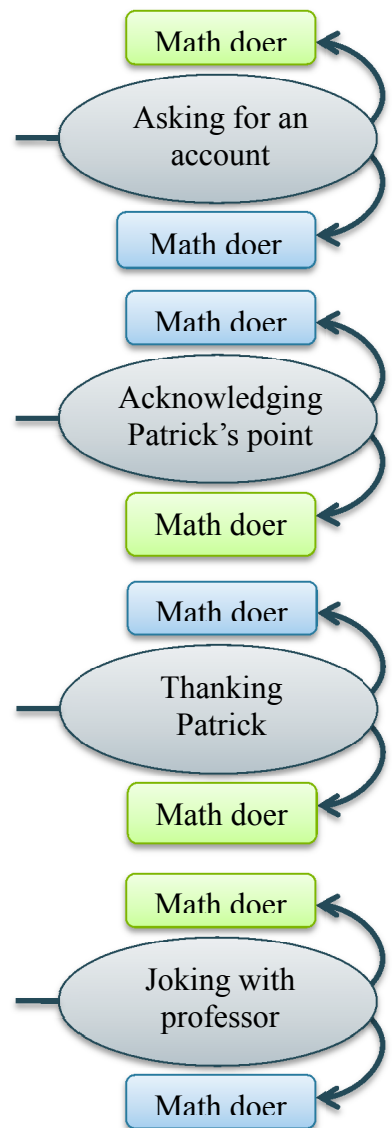 Math doer
Asking for an
account
Math doer
Math doer
Acknowledging
Patrick’s point
Math doer
Math doer
Thanking
Patrick
Math doer
Math doer
Joking with
professor
Math doer